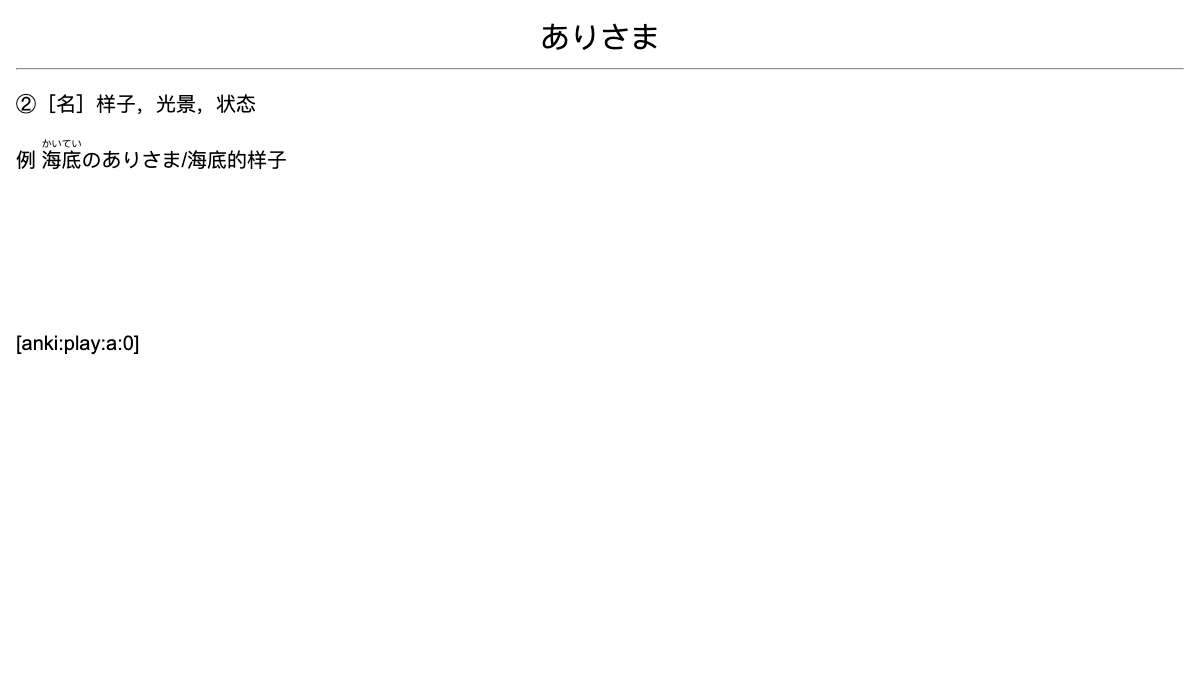 ありさま
②［名］样子，光景，状态
かいてい
例 海底のありさま/海底的样子
[anki:play:a:0]